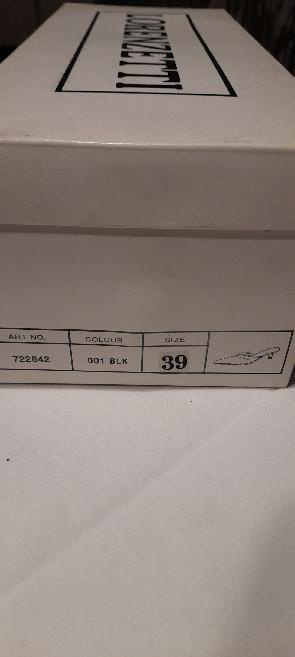 LORENZETTI
ART NO. COLOUR SIZE
722842 001 BLK 39